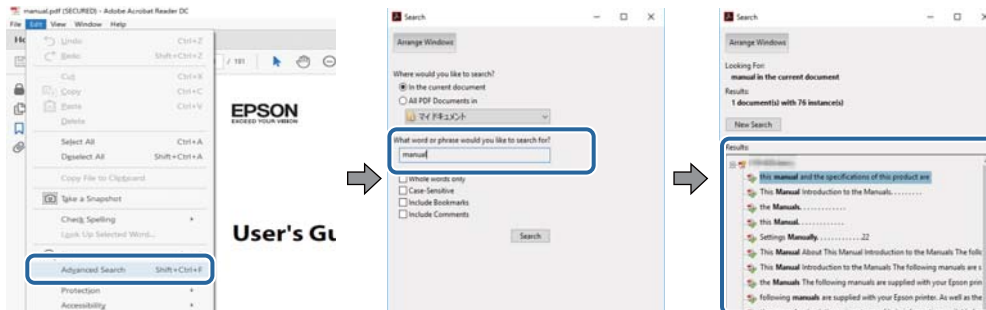 manual.pdf (SECURED) - Adobe Acrobat Reader DC
File Edit View Window Help
Undo Ctrl+Z
Redo Shift+Ctrl+Z
Cut Ctrl+X
Copy Ctrl+C
Paste Ctrl+V
Delete
Select All Ctrl+A
Deselect All Shift+Ctrl+A
Copy File to Clipboard
Take a Snapshot
Check Spelling
Look Up Selected Word...
Advanced Search Shift+Ctrl+F
Protection
Accessibility
/ 191
EPSON
EXCEED YOUR VISION
User's Gu
Search
Arrange Windows
Where would you like to search?
In the current document
All PDF Documents in
マイ ドキュメント
What word or phrase would you like to search for?
manual
Whole words only
Case-Sensitive
Include Bookmarks
Include Comments
Search
Search
Arrange Windows
Looking For:
manual in the current document
Results:
1 document(s) with 76 instance(s)
New Search
Results:
this manual and the specifications of this product are
This Manual Introduction to the Manuals. . . . . . . . .
the Manuals. . . . . . . . . . . . .
this Manual. . . . . . . . . . . . .
Settings Manually. . . . . . . . . . . .22
This Manual About This Manual Introduction to the Manuals The follo
This Manual Introduction to the Manuals The following manuals are s
the Manuals The following manuals are supplied with your Epson prin
following manuals are supplied with your Epson printer. As well as the